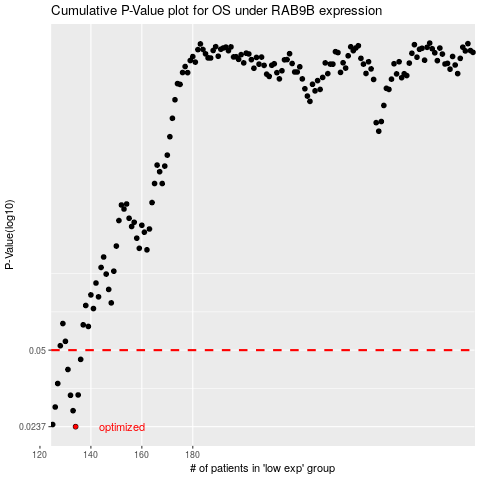 Cumulative P-Value plot for OS under RAB9B expression
P-Value(log10)
0.05
0.0237
optimized
120 140 160 180
# of patients in 'low exp' group